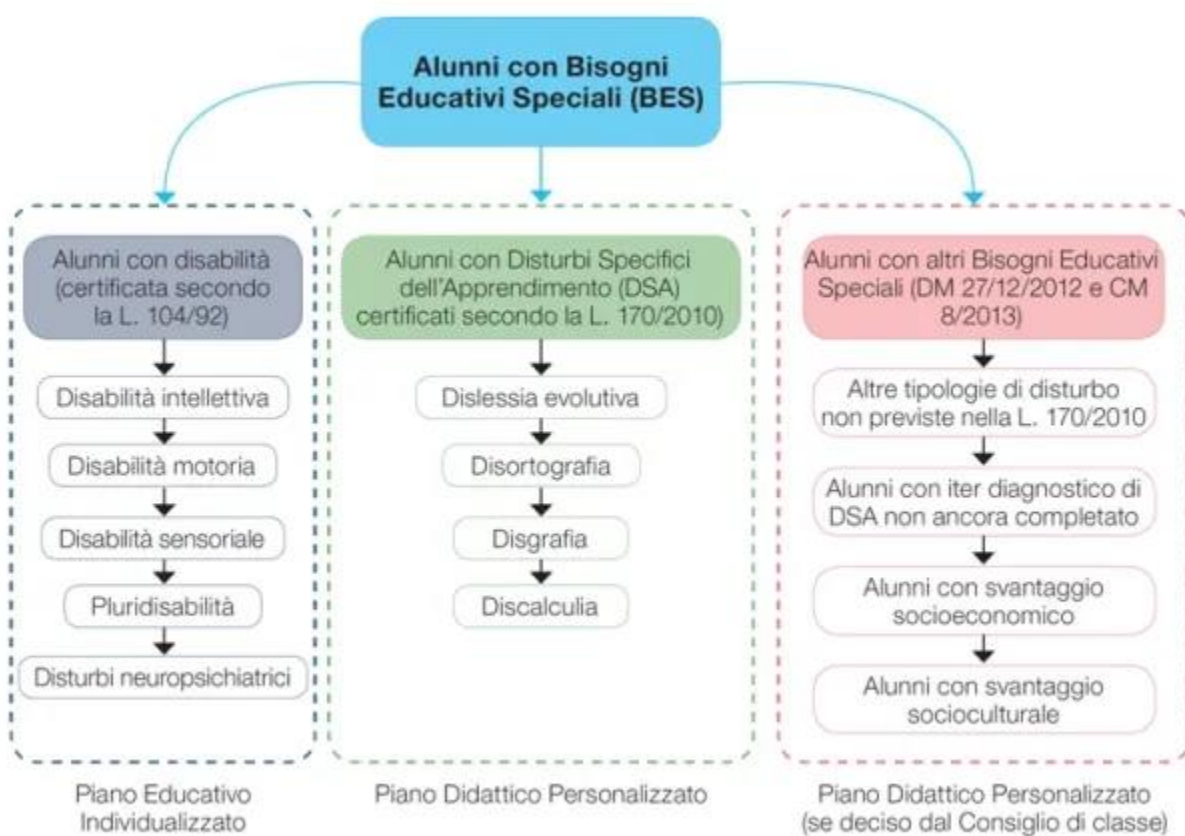 Alunni con Bisogni
Educativi Speciali (BES)
Alunni con disabilità
(certificata secondo
la L. 104/92)
Disabilità intellettiva
Disabilità motoria
Disabilità sensoriale
Pluridisabilità
Disturbi neuropsichiatrici
Piano Educativo
Individualizzato
Alunni con Disturbi Specifici
dell'Apprendimento (DSA)
certificati secondo la L. 170/2010)
Dislessia evolutiva
Disortografia
Disgrafia
Discalculia
Piano Didattico Personalizzato
Alunni con altri Bisogni Educativi
Speciali (DM 27/12/2012 e CM
8/2013)
Altre tipologie di disturbo
non previste nella L. 170/2010
Alunni con iter diagnostico di
DSA non ancora completato
Alunni con svantaggio
socioeconomico
Alunni con svantaggio
socioculturale
Piano Didattico Personalizzato
(se deciso dal Consiglio di classe)